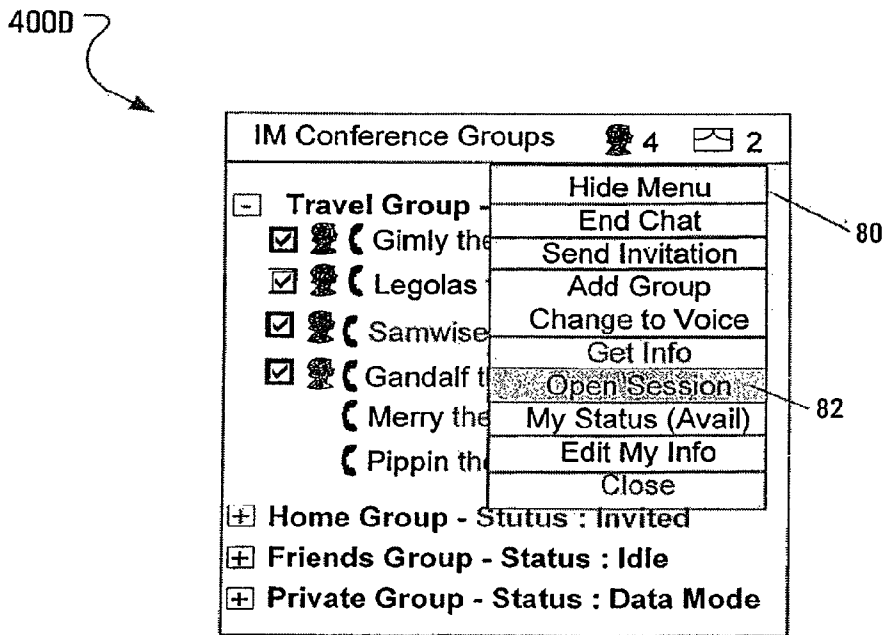 400D
IM Conference Groups 4 2
Travel Group -
Hide Menu
End Chat
Gimly the
Send Invitation
80
Legolas
Add Group
Samwise
Change to Voice
Get Info
Gandalf t
Open Session
82
Merry the
My Status (Avail)
Pippin the
Edit My Info
Close
Home Group - Stutus : Invited
Friends Group - Status : Idle
Private Group - Status : Data Mode